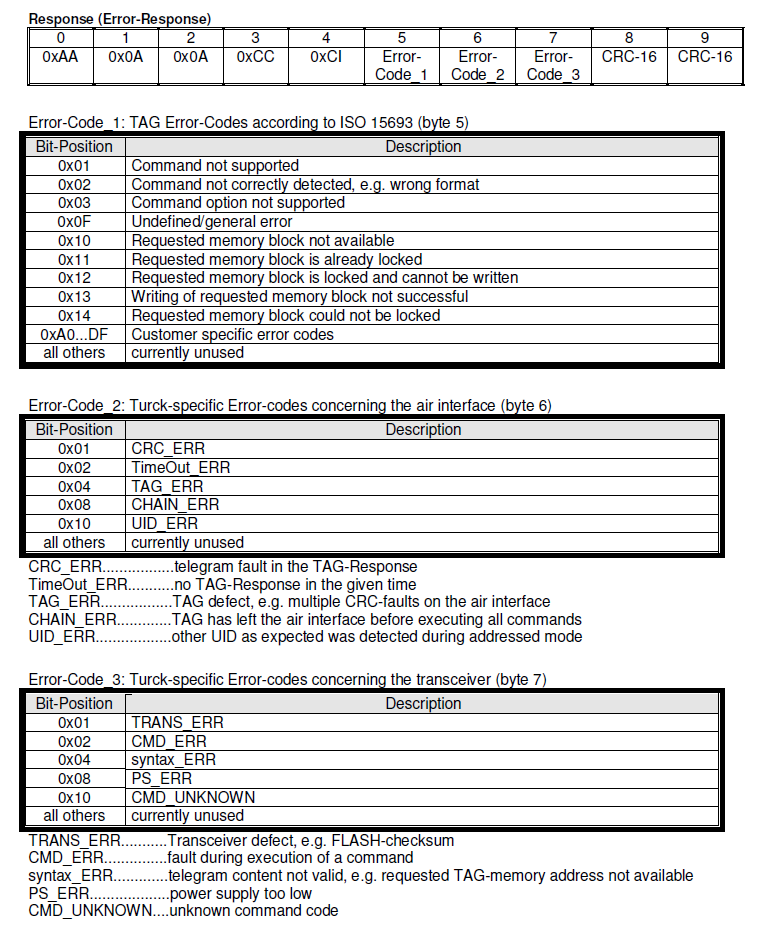 Response (Error-Response)
0 1 2 3 4 5 6 7 8 9
0xAA 0x0A 0x0A 0xCC 0xCI Error-Code_1 Error-Code_2 Error-Code_3 CRC-16 CRC-16
Error-Code_1: TAG Error-Codes according to ISO 15693 (byte 5)
Bit-Position Description
0x01 Command not supported
0x02 Command not correctly detected, e.g. wrong format
0x03 Command option not supported
0x0F Undefined/general error
0x10 Requested memory block not available
0x11 Requested memory block is already locked
0x12 Requested memory block is locked and cannot be written
0x13 Writing of requested memory block not successful
0x14 Requested memory block could not be locked
0xA0...DF Customer specific error codes
all others currently unused
Error-Code_2: Turck-specific Error-codes concerning the air interface (byte 6)
Bit-Position Description
0x01 CRC_ERR
0x02 TimeOut_ERR
0x04 TAG_ERR
0x08 CHAIN_ERR
0x10 UID_ERR
all others currently unused
CRC_ERR.................telegram fault in the TAG-Response
TimeOut_ERR...........no TAG-Response in the given time
TAG_ERR.................TAG defect, e.g. multiple CRC-faults on the air interface
CHAIN_ERR.............TAG has left the air interface before executing all commands
UID_ERR..................other UID as expected was detected during addressed mode
Error-Code_3: Turck-specific Error-codes concerning the transceiver (byte 7)
Bit-Position Description
0x01 TRANS_ERR
0x02 CMD_ERR
0x04 syntax_ERR
0x08 PS_ERR
0x10 CMD_UNKNOWN
all others currently unused
TRANS_ERR...........Transceiver defect, e.g. FLASH-checksum
CMD_ERR...............fault during execution of a command
syntax_ERR.............telegram content not valid, e.g. requested TAG-memory address not available
PS_ERR...................power supply too low
CMD_UNKNOWN....unknown command code